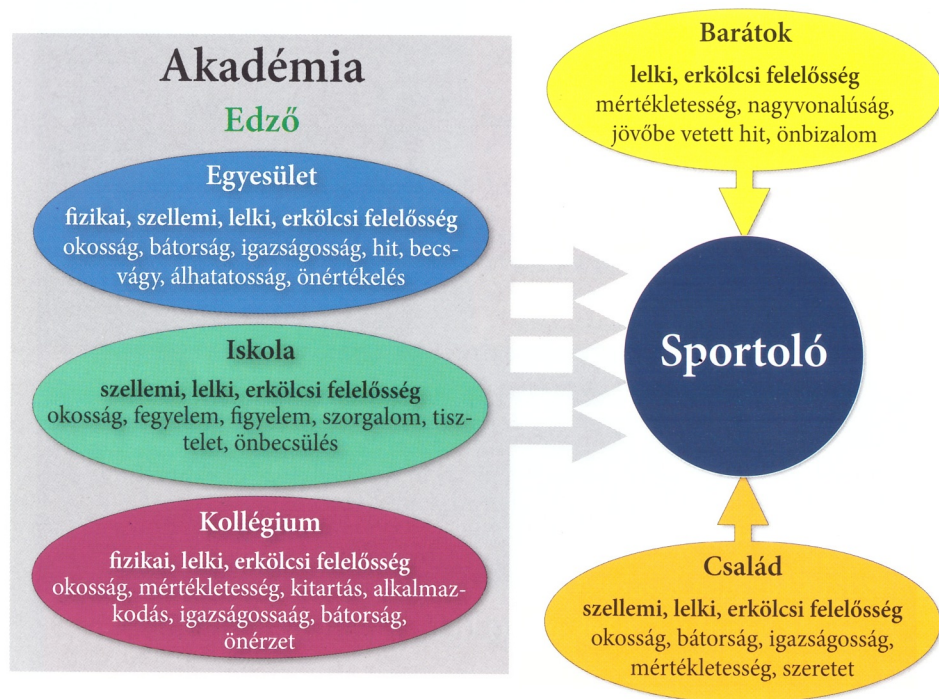 Akadémia
Edző
Egyesület
fizikai, szellemi, lelki, erkölcsi felelősség
okosság, bátorság, igazságosság, hit, becs-
vágy, álhatatosság, önértékelés
Iskola
szellemi, lelki, erkölcsi felelősség
okosság, fegyelem, figyelem, szorgalom, tisz-
telet, önbecsülés
Kollégium
fizikai, lelki, erkölcsi felelősség
okosság, mértékletesség, kitartás, alkalmaz-
kodás, igazságossaág, bátorság,
önérzet
Barátok
lelki, erkölcsi felelősség
mértékletesség, nagyvonalúság,
jövőbe vetett hit, önbizalom
Sportoló
Család
szellemi, lelki, erkölcsi felelősség
okosság, bátorság, igazságosság,
mértékletesség, szeretet